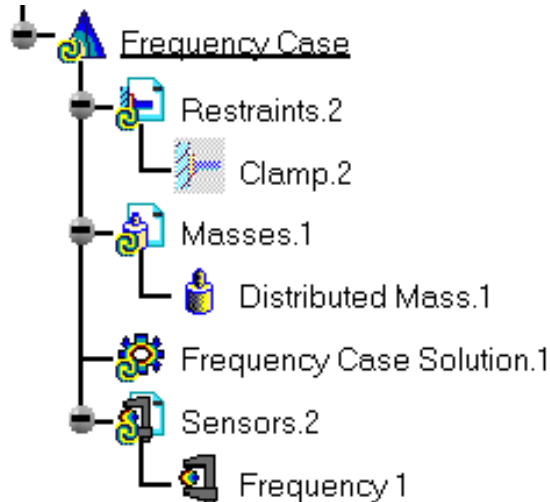 Frequency Case
Restraints.2
Clamp.2
Masses.1
Distributed Mass.1
Frequency Case Solution.1
Sensors.2
Frequency 1